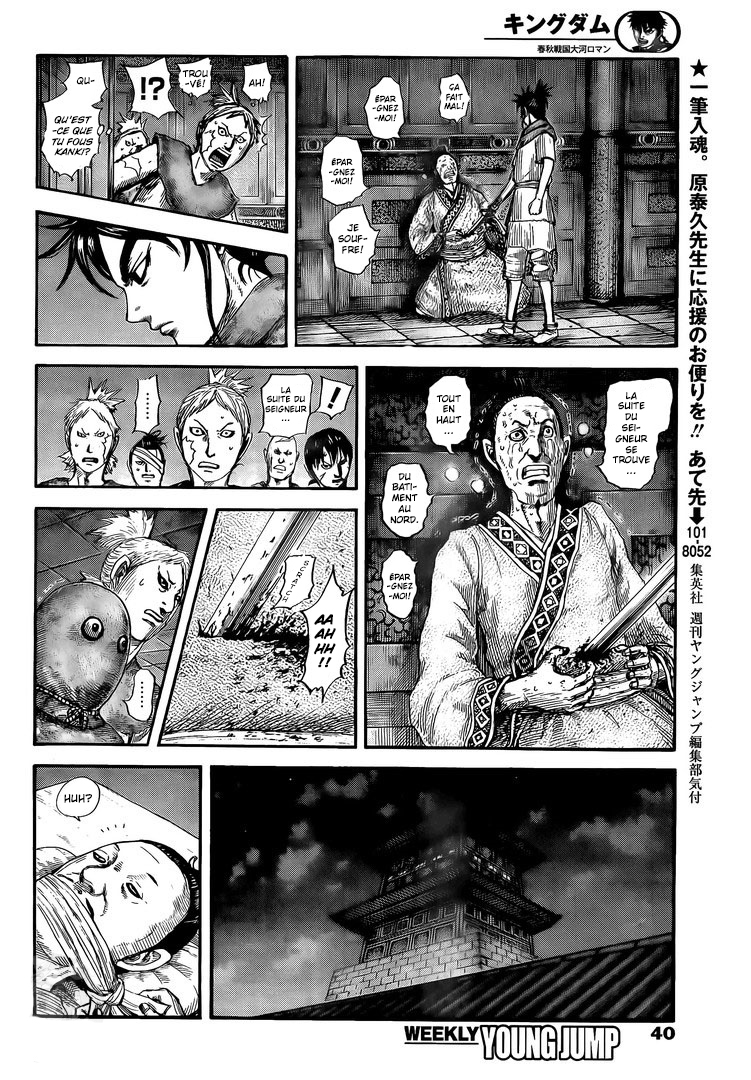 キングダム
春秋戦国大河ロマン
★一筆入魂。原泰久先生に応援のお便りを!! あて先➡101-8052 集英社 週刊ヤングジャンプ編集部気付
ÇA
FAIT
MAL!
ÉPAR
-GNEZ-
MOI!
ÉPAR
-GNEZ-
MOI!
JE
SOUF-
FRE!
AH!
TROU-
VÉ!
!?
QU-
QU'EST
-CE QUE
TU FOUS
KANKI?
LA
SUITE
DU
SEI-
GNEUR
SE
TROUVE
...
TOUT
EN
HAUT
...
DU
BATI-
MENT
AU
NORD.
ÉPAR-
GNEZ-
MOI!
!
LA
SUITE DU
SEIGNEUR...
......
SURPLUS
AA
AH
HH
!!
......
HUH?
WEEKLY YOUNG JUMP 40